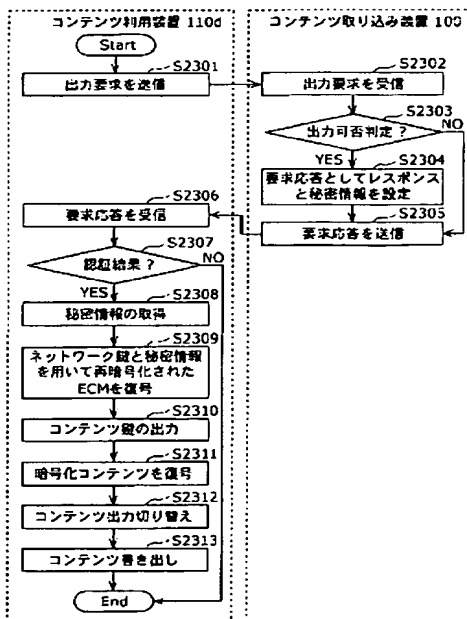 コンテンツ利用装置 110d
コンテンツ取り込み装置 100
Start
S2301
出力要求を送信
S2302
出力要求を受信
S2303
出力可否判定？
NO
YES
S2304
要求応答としてレスポンス
と秘密情報を設定
S2305
要求応答を送信
S2306
要求応答を受信
S2307
認証結果？
NO
YES
S2308
秘密情報の取得
S2309
ネットワーク鍵と秘密情報
を用いて再暗号化された
ECMを復号
S2310
コンテンツ鍵の出力
S2311
暗号化コンテンツを復号
S2312
コンテンツ出力切り替え
S2313
コンテンツ書き出し
End